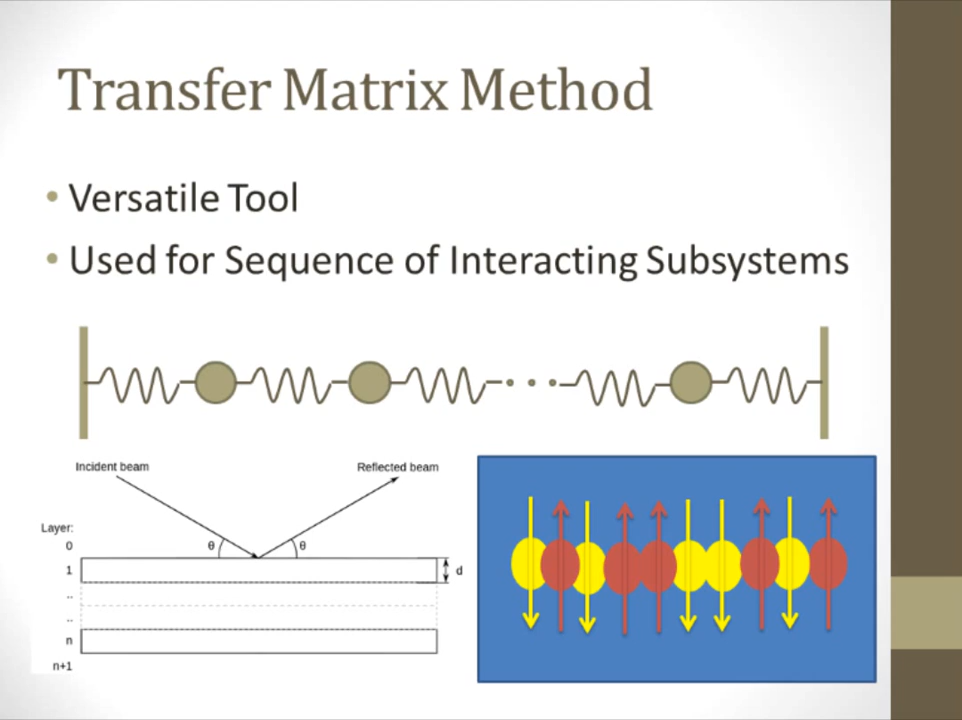 Transfer Matrix Method
• Versatile Tool
• Used for Sequence of Interacting Subsystems
Incident beam
Reflected beam
Layer:
0
θ
θ
1
d
..
..
n
n+1